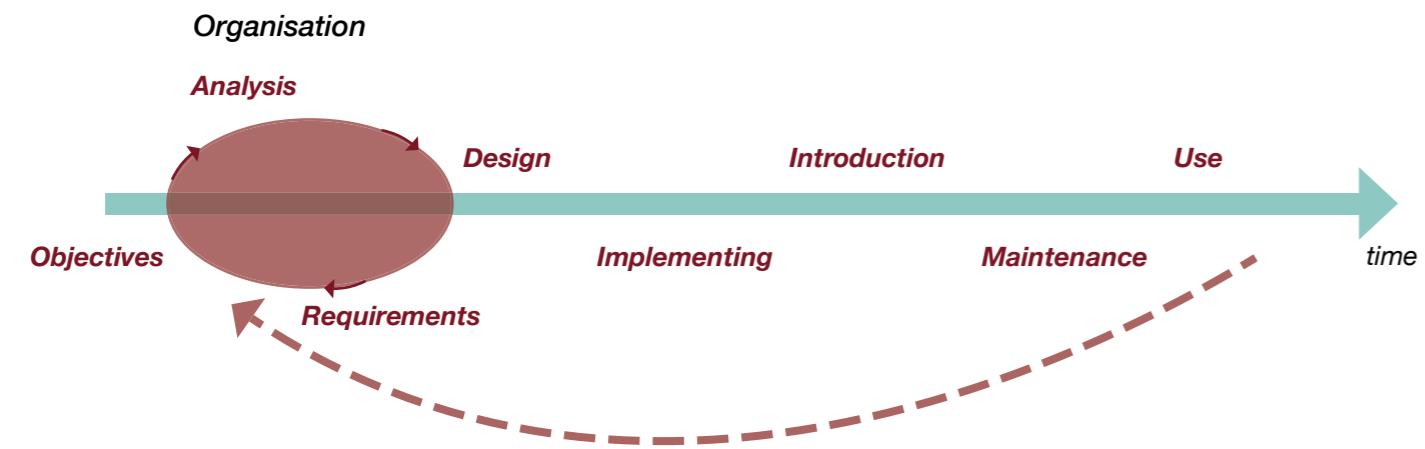 Organisation
Analysis
Design
Introduction
Use
Objectives
Implementing
Maintenance
time
Requirements